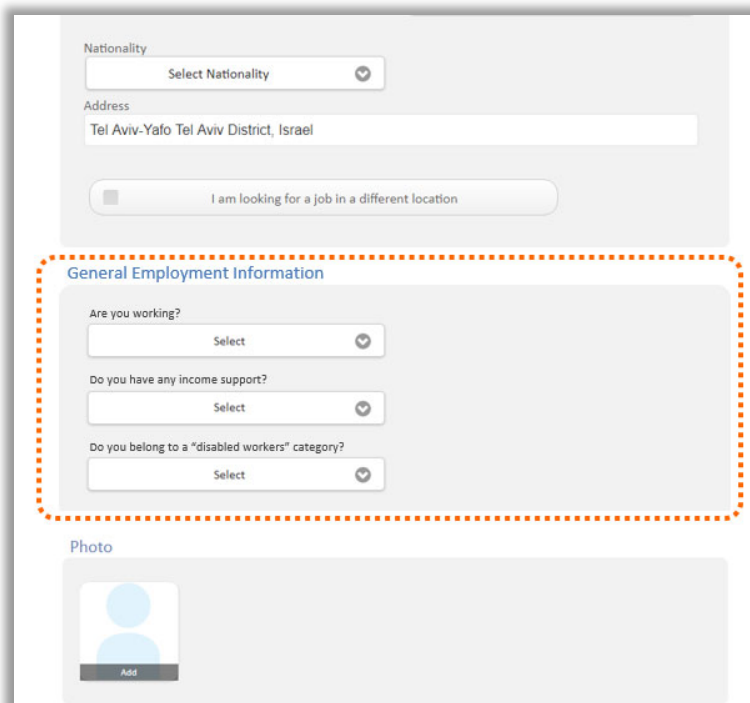 Nationality
Select Nationality
Address
Tel Aviv-Yafo Tel Aviv District, Israel
I am looking for a job in a different location
General Employment Information
Are you working?
Select
Do you have any income support?
Select
Do you belong to a “disabled workers” category?
Select
Photo
Add